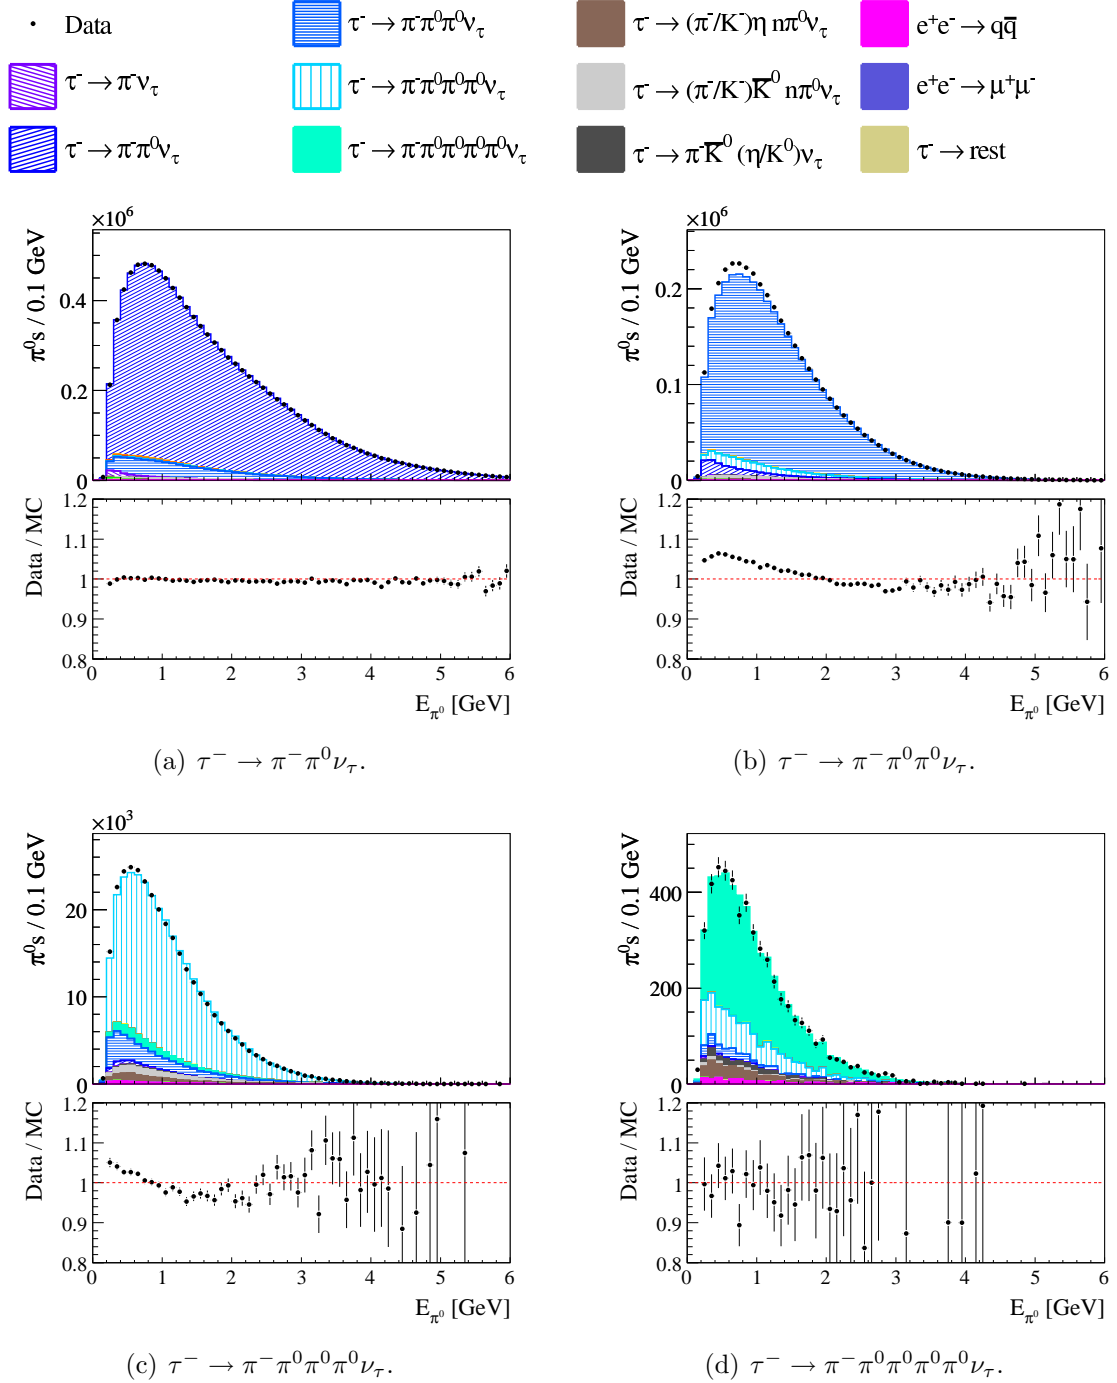 Data
τ⁻ → π⁻π⁰π⁰ν_τ
τ⁻ → (π⁻/K⁻)η nπ⁰ν_τ
e⁺e⁻ → qq̅
τ⁻ → π⁻ν_τ
τ⁻ → π⁻π⁰π⁰π⁰ν_τ
τ⁻ → (π⁻/K⁻)K̅⁰ nπ⁰ν_τ
e⁺e⁻ → μ⁺μ⁻
τ⁻ → π⁻π⁰ν_τ
τ⁻ → π⁻π⁰π⁰π⁰π⁰ν_τ
τ⁻ → π⁻K̅⁰ (η/K⁰)ν_τ
τ⁻ → rest
×10⁶
π⁰s / 0.1 GeV
0.4
0.2
0
Data / MC
1.2
1.1
1
0.9
0.8
0 1 2 3 4 5 6
E_π⁰ [GeV]
(a) τ⁻ → π⁻π⁰ν_τ.
×10⁶
π⁰s / 0.1 GeV
0.2
0.1
0
Data / MC
1.2
1.1
1
0.9
0.8
0 1 2 3 4 5 6
E_π⁰ [GeV]
(b) τ⁻ → π⁻π⁰π⁰ν_τ.
×10³
π⁰s / 0.1 GeV
20
10
0
Data / MC
1.2
1.1
1
0.9
0.8
0 1 2 3 4 5 6
E_π⁰ [GeV]
(c) τ⁻ → π⁻π⁰π⁰π⁰ν_τ.
π⁰s / 0.1 GeV
400
200
0
Data / MC
1.2
1.1
1
0.9
0.8
0 1 2 3 4 5 6
E_π⁰ [GeV]
(d) τ⁻ → π⁻π⁰π⁰π⁰π⁰ν_τ.